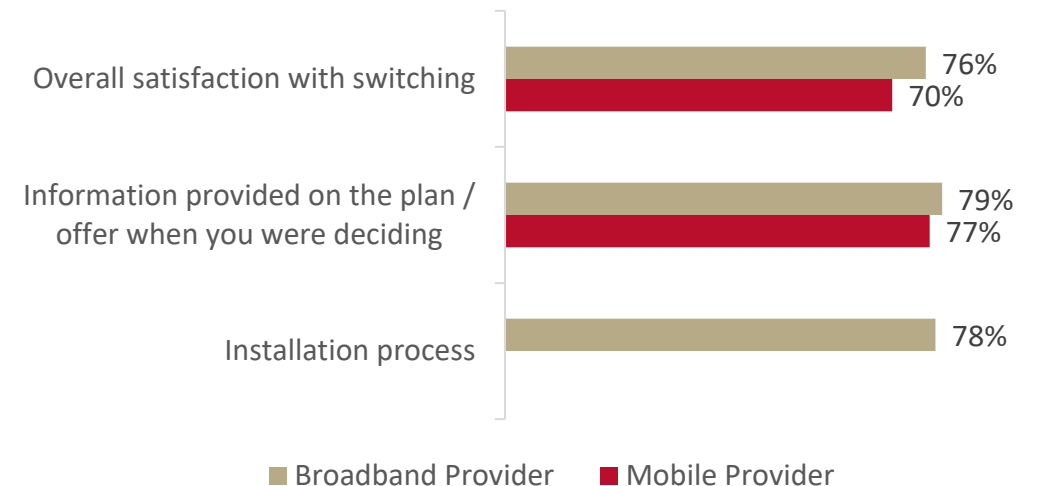 Overall satisfaction with switching
76%
70%
Information provided on the plan /
offer when you were deciding
79%
77%
Installation process
78%
Broadband Provider
Mobile Provider